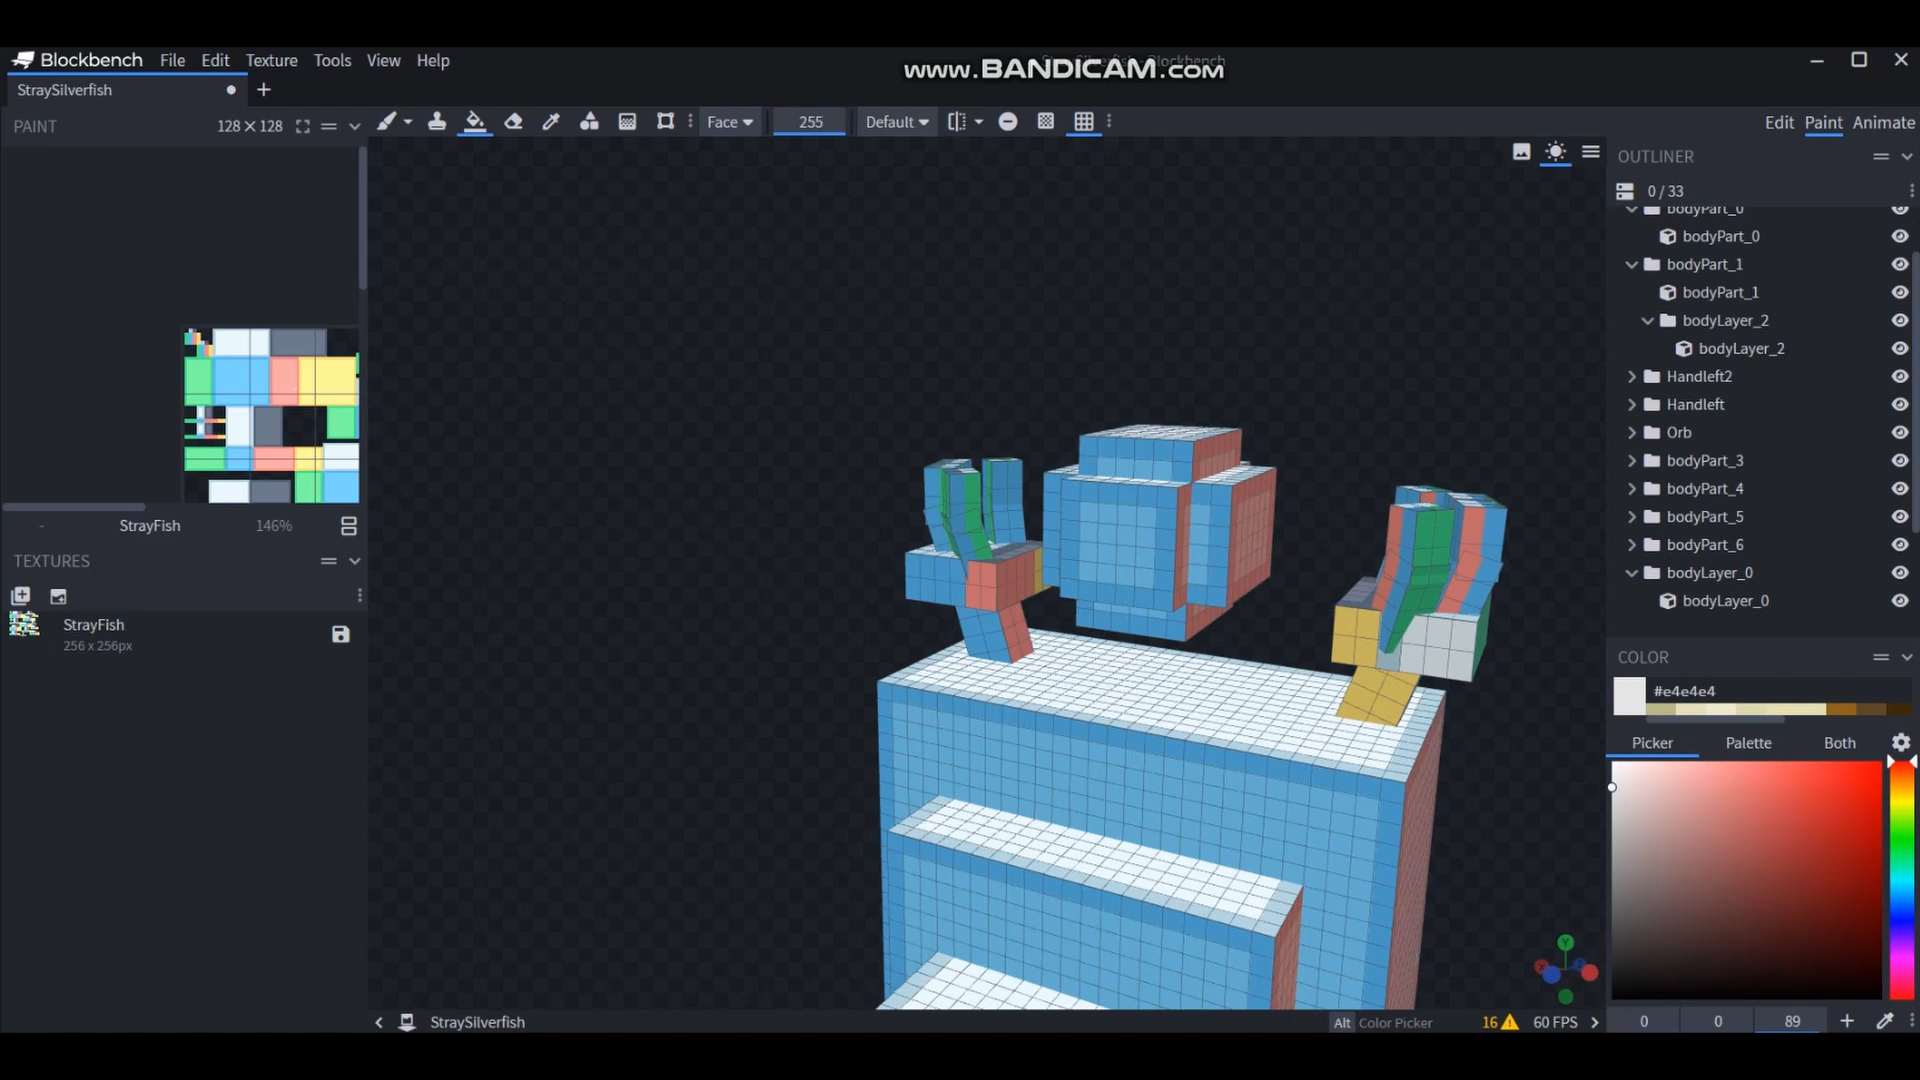 Blockbench File Edit Texture Tools View Help
www.BANDICAM.com
StraySilverfish
PAINT 128 × 128
Face 255 Default
Edit Paint Animate
OUTLINER
0 / 33
bodyPart_0
bodyPart_0
bodyPart_1
bodyPart_1
bodyLayer_2
bodyLayer_2
Handleft2
Handleft
Orb
bodyPart_3
bodyPart_4
bodyPart_5
bodyPart_6
bodyLayer_0
bodyLayer_0
- StrayFish 146%
TEXTURES
StrayFish
256 x 256px
COLOR
#e4e4e4
Picker Palette Both
Y
StraySilverfish
Alt Color Picker 16 60 FPS
0 0 89